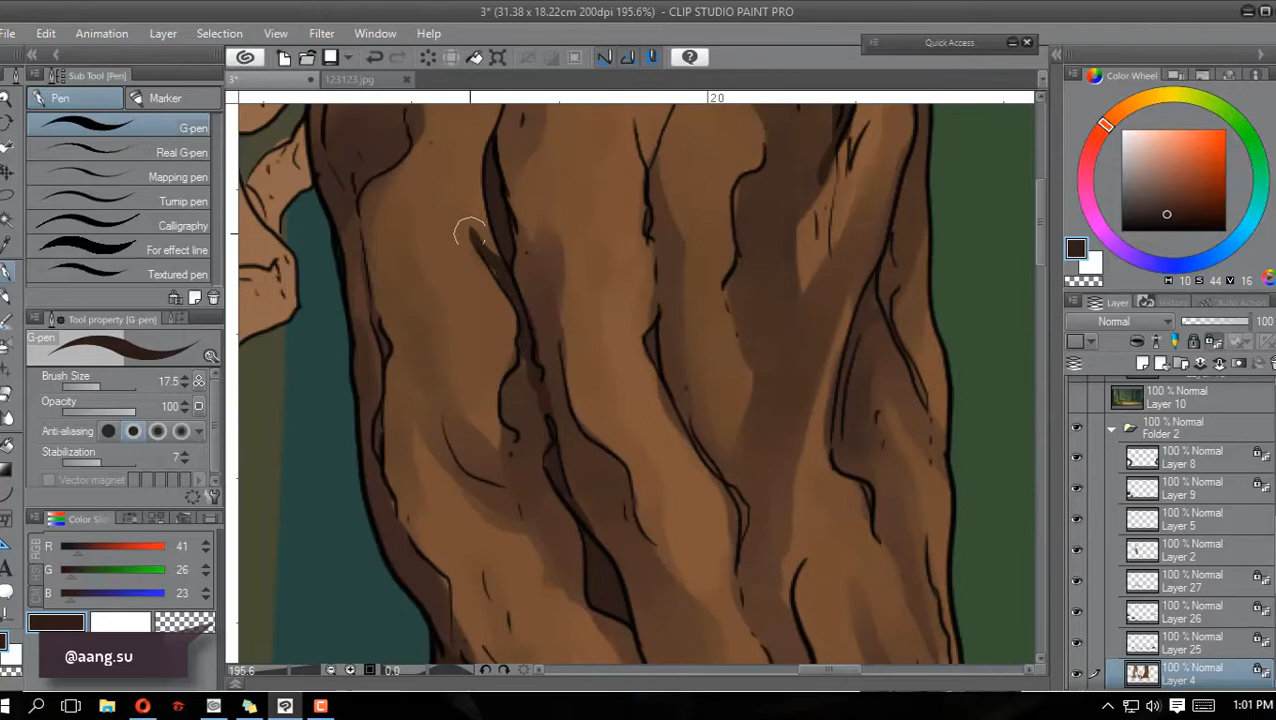 3* (31.38 x 18.22cm 200dpi 195.6%) - CLIP STUDIO PAINT PRO
File Edit Animation Layer Selection View Filter Window Help
Quick Access
Sub Tool [Pen]
3*
123123.jpg
Color Wheel
Pen
Marker
20
G-pen
Real G-pen
Mapping pen
Turnip pen
Calligraphy
For effect line
Textured pen
H 10 S 44 V 16
Layer
History
Auto Action
Tool property [G-pen]
G-pen
Normal
100
Brush Size
17.5
Opacity
100
Anti-aliasing
Stabilization
7
Vector magnet
100 % Normal
Layer 10
100 % Normal
Folder 2
100 % Normal
Layer 8
100 % Normal
Layer 9
100 % Normal
Layer 5
100 % Normal
Layer 2
100 % Normal
Layer 27
100 % Normal
Layer 26
100 % Normal
Layer 25
100 % Normal
Layer 4
Color Sli
R 41
G 26
B 23
@aang.su
195.6
0.0
1:01 PM